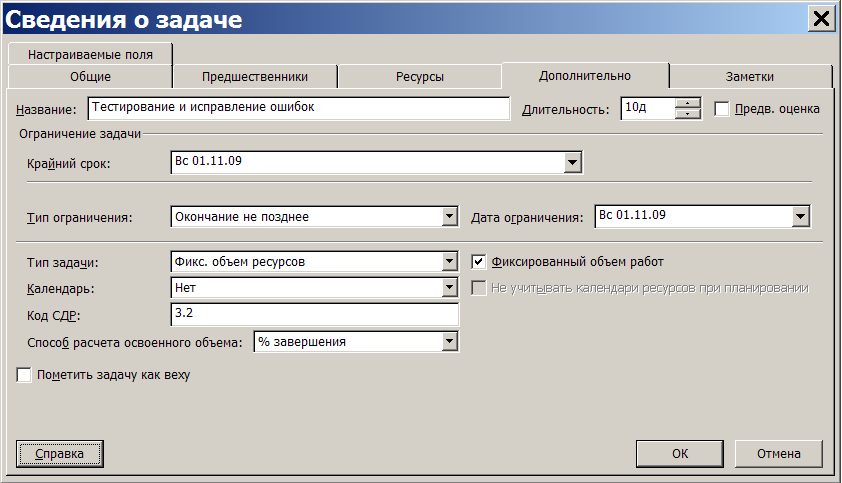 Сведения о задаче
Настраиваемые поля
Общие Предшественники Ресурсы Дополнительно Заметки
Название: Тестирование и исправление ошибок Длительность: 10д Предв. оценка
Ограничение задачи
Крайний срок: Вс 01.11.09
Тип ограничения: Окончание не позднее Дата ограничения: Вс 01.11.09
Тип задачи: Фикс. объем ресурсов Фиксированный объем работ
Календарь: Нет Не учитывать календари ресурсов при планировании
Код СДР: 3.2
Способ расчета освоенного объема: % завершения
Пометить задачу как веху
Справка ОК Отмена